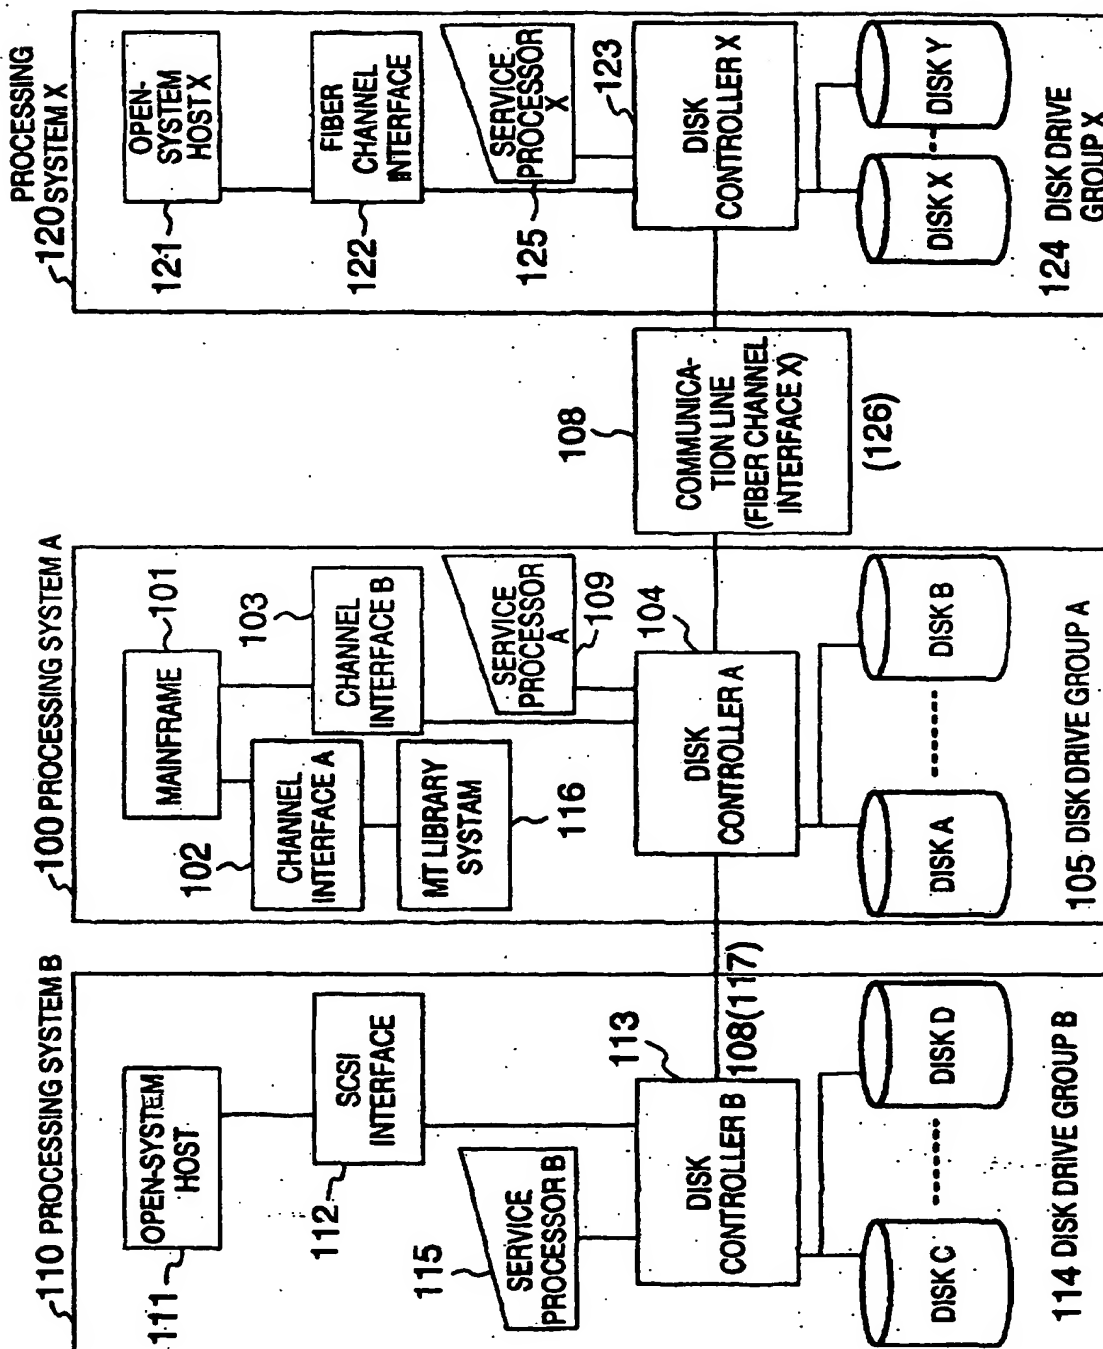 110 PROCESSING SYSTEM B
111
OPEN-SYSTEM
HOST
112
SCSI
INTERFACE
115
SERVICE
PROCESSOR B
113
DISK
CONTROLLER B
108(117)
DISK C
DISK D
114 DISK DRIVE GROUP B
100 PROCESSING SYSTEM A
MAINFRAME
101
102
CHANNEL
INTERFACE A
103
CHANNEL
INTERFACE B
MT LIBRARY
SYSTAM
116
SERVICE
PROCESSOR
A
109
104
DISK
CONTROLLER A
DISK A
DISK B
105 DISK DRIVE GROUP A
108
COMMUNICA-
TION LINE
(FIBER CHANNEL
INTERFACE X)
(126)
PROCESSING
120 SYSTEM X
121
OPEN-
SYSTEM
HOST X
122
FIBER
CHANNEL
INTERFACE
125
SERVICE
PROCESSOR
X
123
DISK
CONTROLLER X
DISK X
DISK Y
124 DISK DRIVE
GROUP X